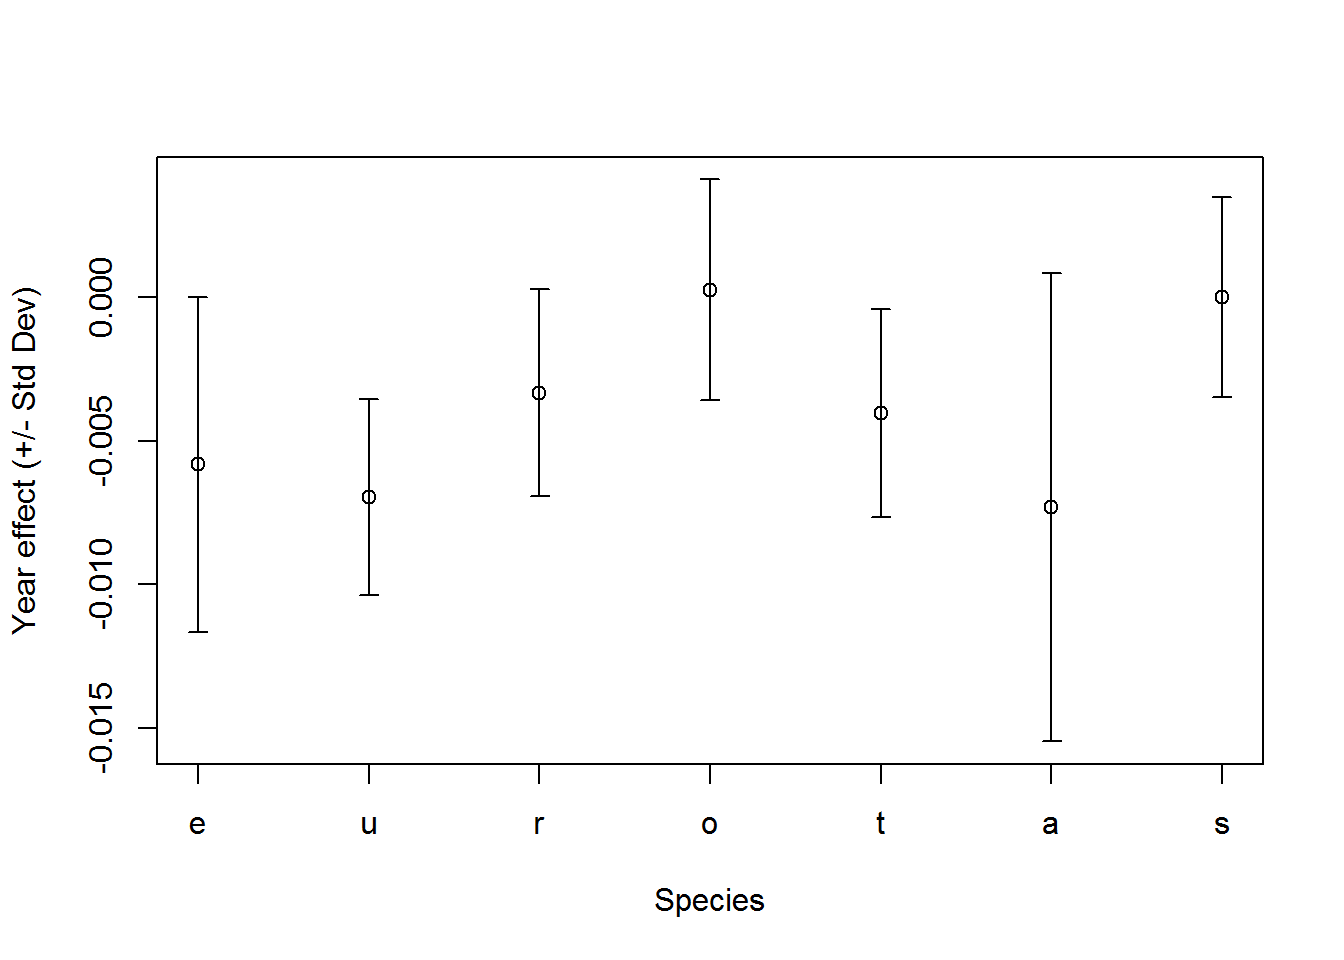 Year effect (+/- Std Dev)
0.000
-0.005
-0.010
-0.015
e u r o t a s
Species